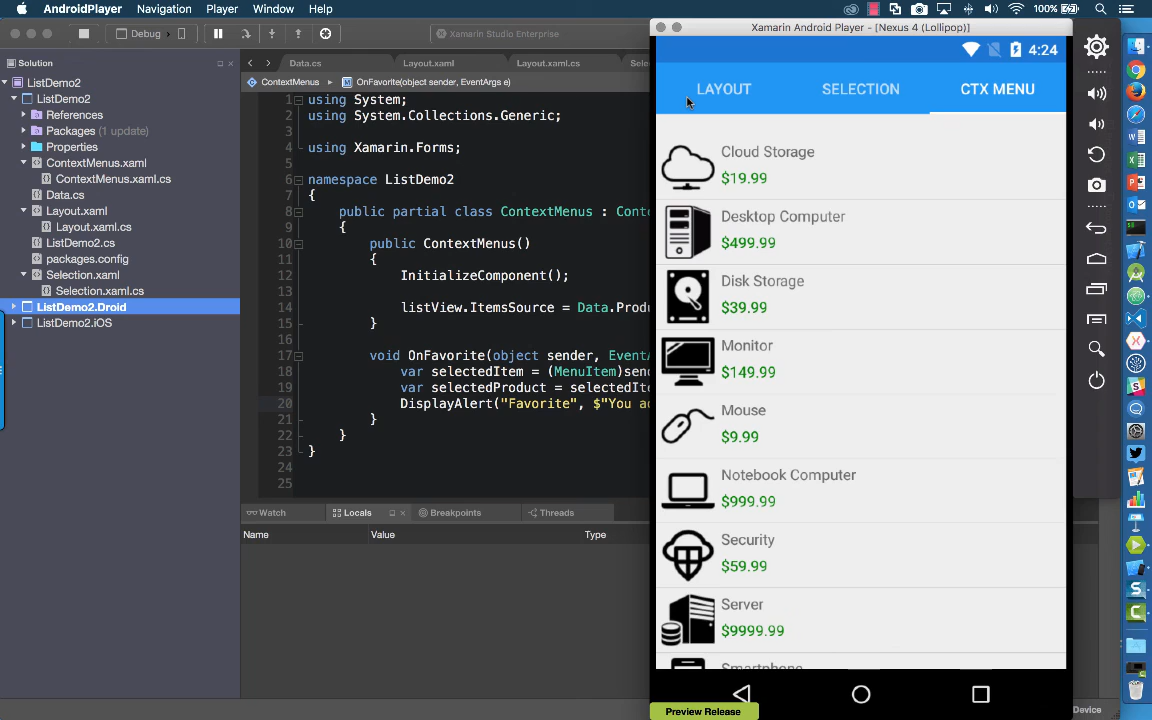 AndroidPlayer Navigation Player Window Help
100%
Debug
Xamarin Studio Enterprise
Solution
ListDemo2
ListDemo2
References
Packages (1 update)
Properties
ContextMenus.xaml
ContextMenus.xaml.cs
Data.cs
Layout.xaml
Layout.xaml.cs
ListDemo2.cs
packages.config
Selection.xaml
Selection.xaml.cs
ListDemo2.Droid
ListDemo2.iOS
Data.cs Layout.xaml Layout.xaml.cs
ContextMenus OnFavorite(object sender, EventArgs e)
1 using System;
2 using System.Collections.Generic;
3
4 using Xamarin.Forms;
5
6 namespace ListDemo2
7 {
8 public partial class ContextMenus : Conte
9 {
10 public ContextMenus()
11 {
12 InitializeComponent();
13
14 listView.ItemsSource = Data.Produ
15 }
16
17 void OnFavorite(object sender, EventA
18 var selectedItem = (MenuItem)send
19 var selectedProduct = selectedIte
20 DisplayAlert("Favorite", $"You ad
21 }
22 }
23 }
24
25
Watch Locals Breakpoints Threads
Name Value Type
Xamarin Android Player - [Nexus 4 (Lollipop)]
4:24
LAYOUT SELECTION CTX MENU
Cloud Storage
$19.99
Desktop Computer
$499.99
Disk Storage
$39.99
Monitor
$149.99
Mouse
$9.99
Notebook Computer
$999.99
Security
$59.99
Server
$9999.99
Smartphone
Preview Release
Device